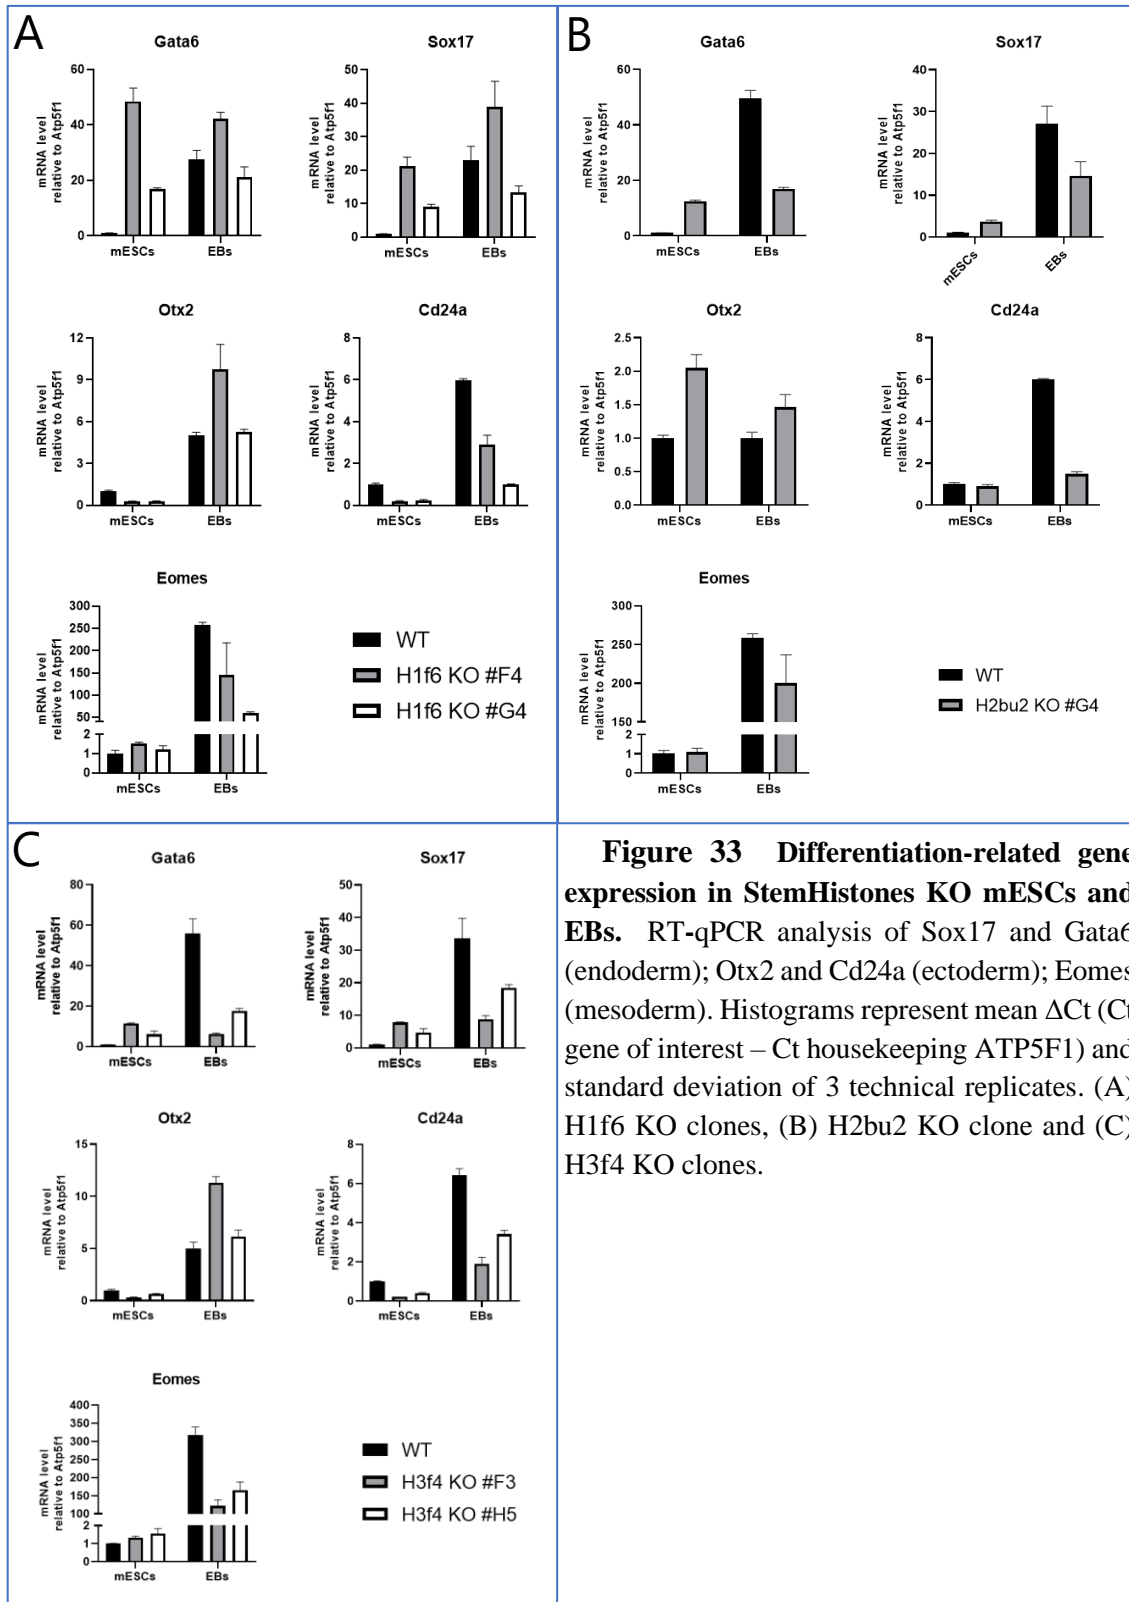 A
Gata6
mRNA level
relative to Atp5f1
60
40
20
0
mESCs
EBs
Sox17
mRNA level
relative to Atp5f1
50
40
30
20
10
0
mESCs
EBs
Otx2
mRNA level
relative to Atp5f1
12
9
6
3
0
mESCs
EBs
Cd24a
mRNA level
relative to Atp5f1
8
6
4
2
0
mESCs
EBs
Eomes
mRNA level
relative to Atp5f1
300
250
200
150
100
50
2
1
0
mESCs
EBs
WT
H1f6 KO #F4
H1f6 KO #G4
B
Gata6
mRNA level
relative to Atp5f1
60
40
20
0
mESCs
EBs
Sox17
mRNA level
relative to Atp5f1
40
30
20
10
0
mESCs
EBs
Otx2
mRNA level
relative to Atp5f1
2.5
2.0
1.5
1.0
0.5
0.0
mESCs
EBs
Cd24a
mRNA level
relative to Atp5f1
8
6
4
2
0
mESCs
EBs
Eomes
mRNA level
relative to Atp5f1
300
250
200
150
2
1
0
mESCs
EBs
WT
H2bu2 KO #G4
C
Gata6
mRNA level
relative to Atp5f1
80
60
40
20
0
mESCs
EBs
Sox17
mRNA level
relative to Atp5f1
50
40
30
20
10
0
mESCs
EBs
Otx2
mRNA level
relative to Atp5f1
15
10
5
0
mESCs
EBs
Cd24a
mRNA level
relative to Atp5f1
8
6
4
2
0
mESCs
EBs
Eomes
mRNA level
relative to Atp5f1
400
350
300
250
200
150
100
2
1
0
mESCs
EBs
WT
H3f4 KO #F3
H3f4 KO #H5
Figure 33 Differentiation-related gene
expression in StemHistones KO mESCs and
EBs. RT-qPCR analysis of Sox17 and Gata6
(endoderm); Otx2 and Cd24a (ectoderm); Eomes
(mesoderm). Histograms represent mean ΔCt (Ct
gene of interest – Ct housekeeping ATP5F1) and
standard deviation of 3 technical replicates. (A)
H1f6 KO clones, (B) H2bu2 KO clone and (C)
H3f4 KO clones.